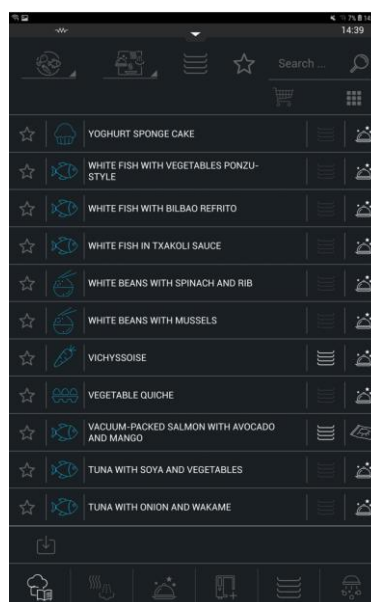 14:39
Search ...
YOGHURT SPONGE CAKE
WHITE FISH WITH VEGETABLES PONZU-
STYLE
WHITE FISH WITH BILBAO REFRITO
WHITE FISH IN TXAKOLI SAUCE
WHITE BEANS WITH SPINACH AND RIB
WHITE BEANS WITH MUSSELS
VICHYSSOISE
VEGETABLE QUICHE
VACUUM-PACKED SALMON WITH AVOCADO
AND MANGO
TUNA WITH SOYA AND VEGETABLES
TUNA WITH ONION AND WAKAME